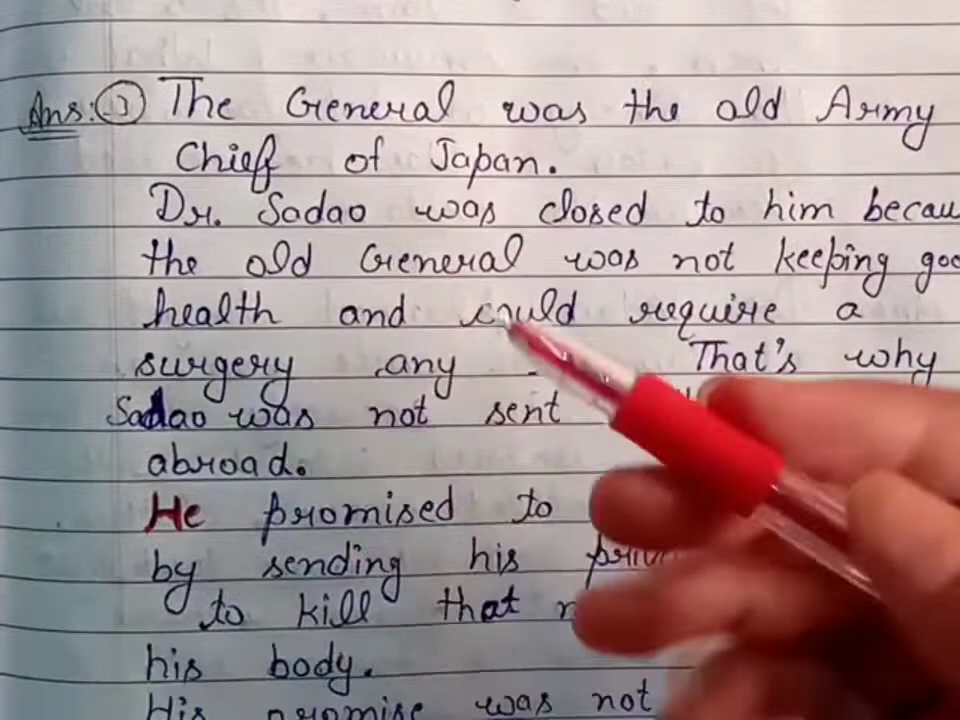 Ans: ③ The General was the old Army
Chief of Japan.
Dr. Sadao was closed to him becau
the old General was not keeping goo
health and could require a
surgery any That's why
Sadao was not sent
abroad.
He promised to
by sending his
to kill that
his body.
His promise was not